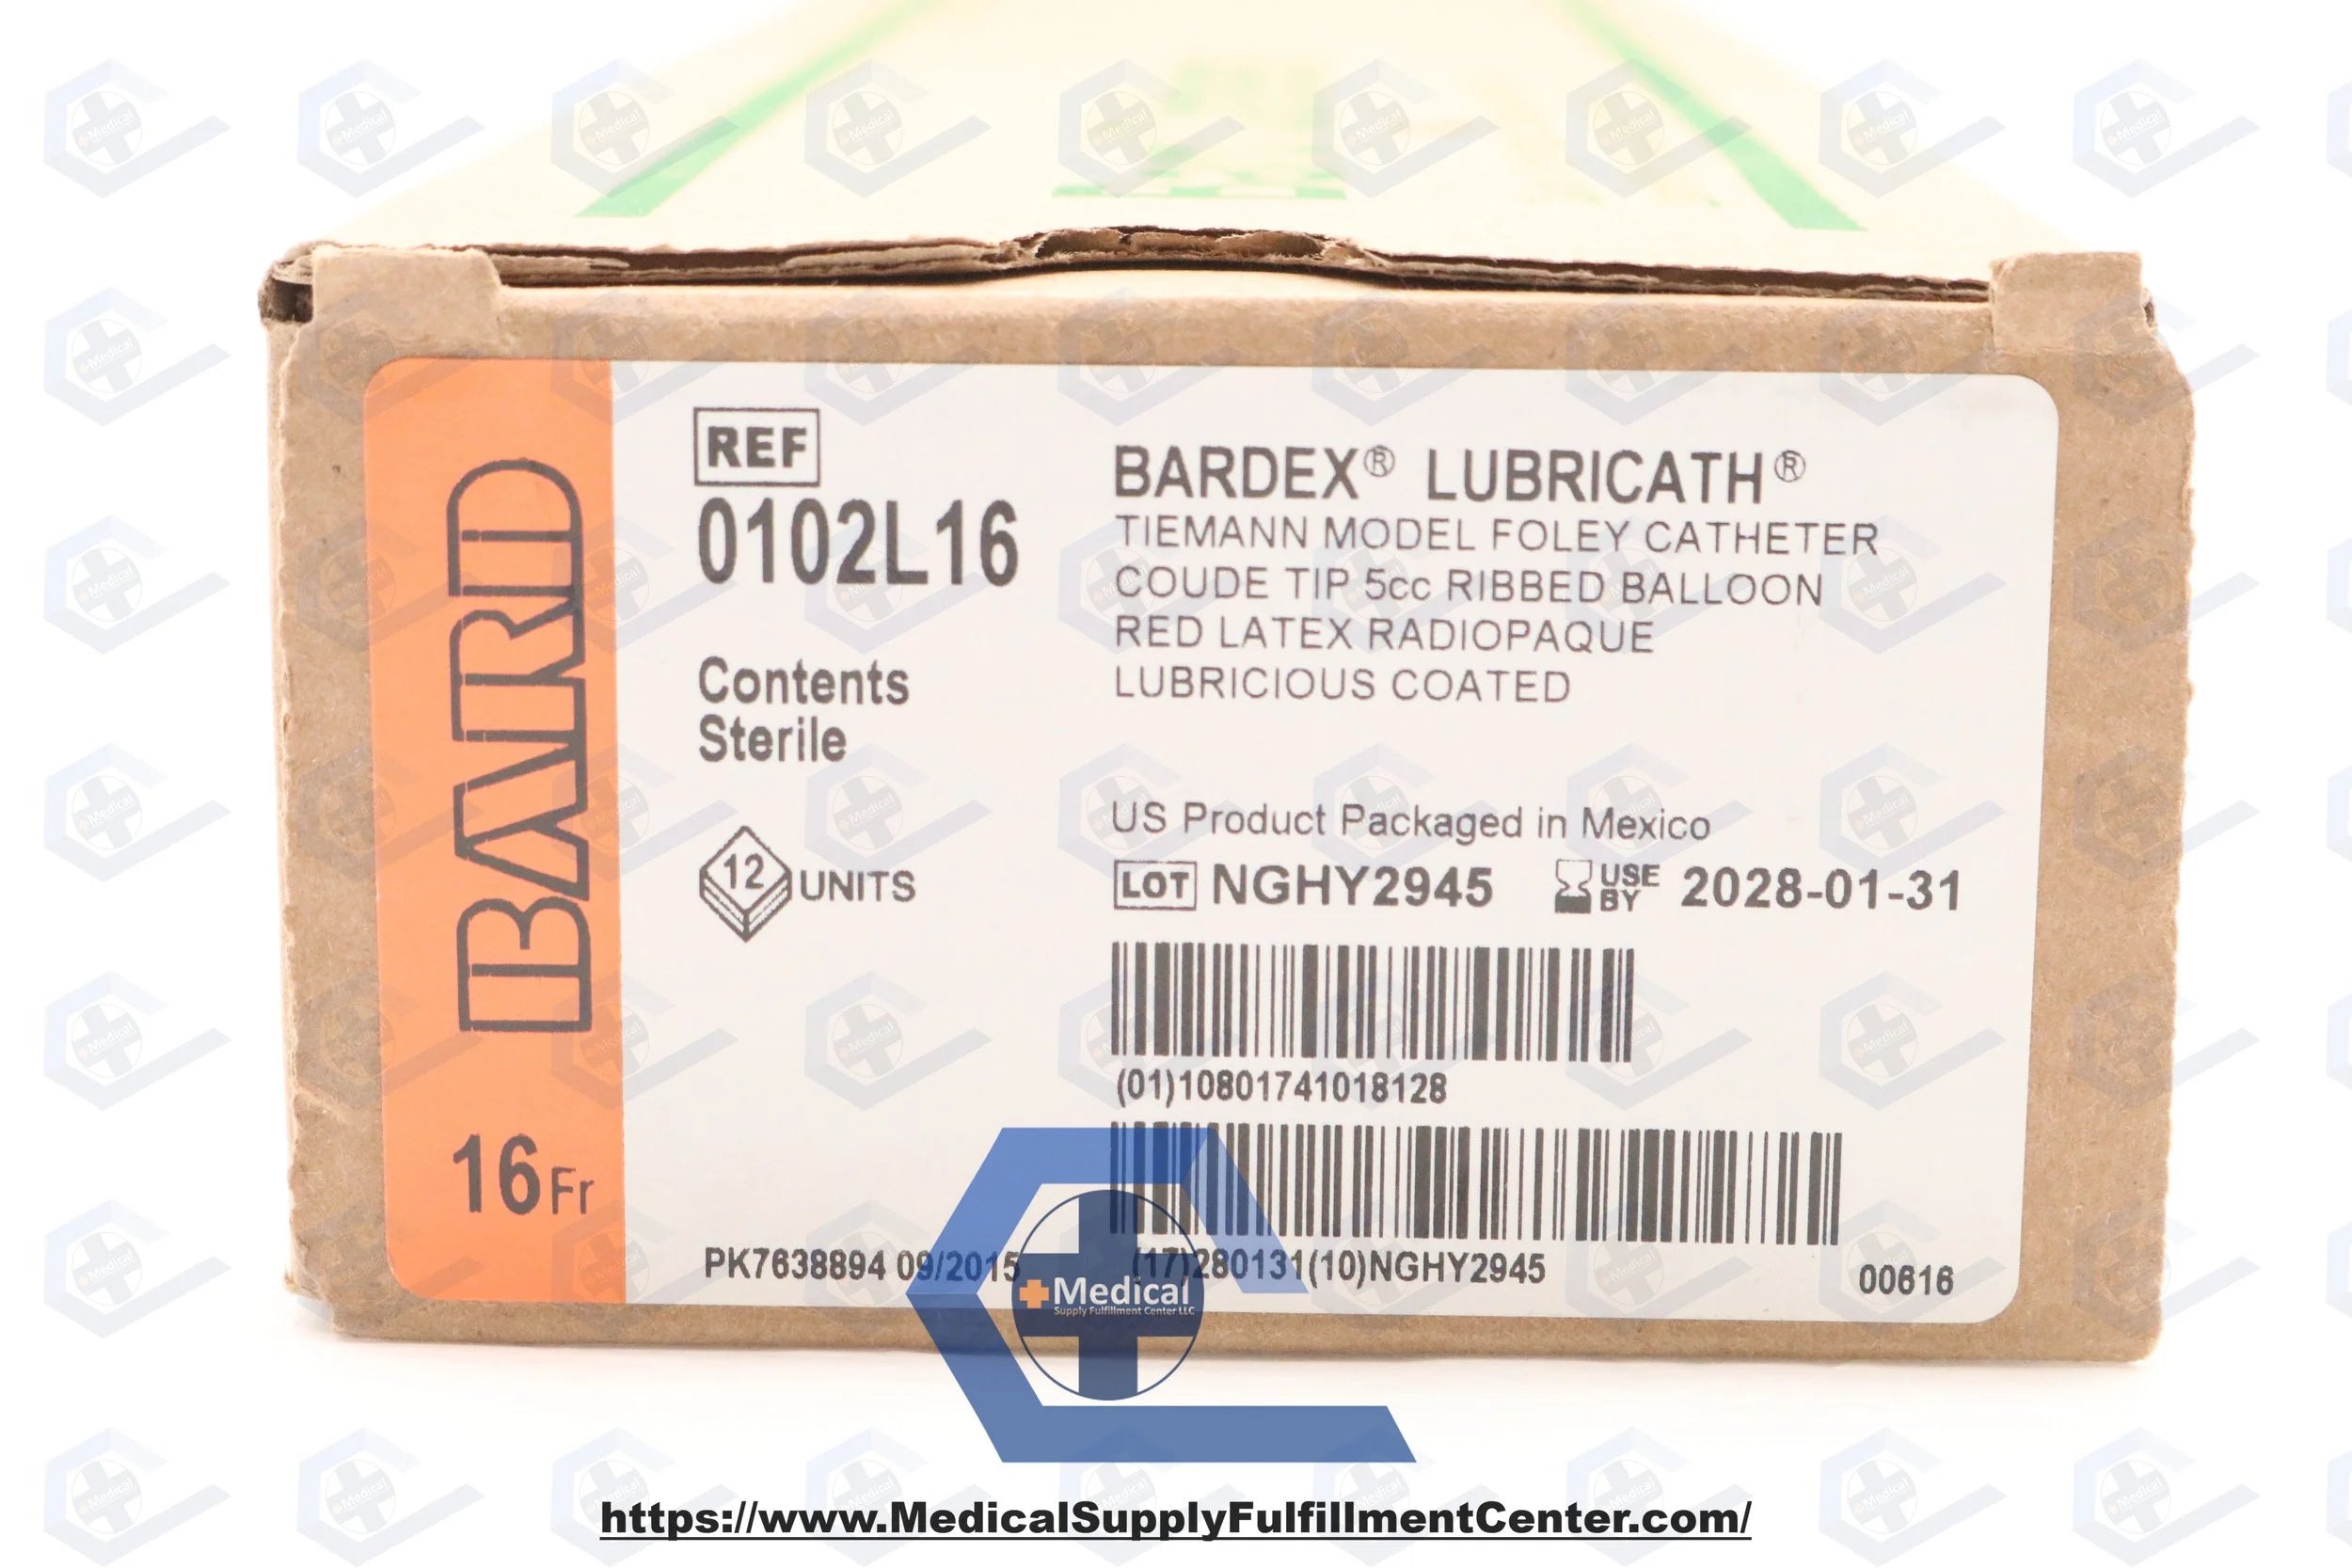 BARD
16 Fr
REF
0102L16
Contents
Sterile
12 UNITS
BARDEX® LUBRICATH®
TIEMANN MODEL FOLEY CATHETER
COUDE TIP 5cc RIBBED BALLOON
RED LATEX RADIOPAQUE
LUBRICIOUS COATED
US Product Packaged in Mexico
LOT NGHY2945 USE BY 2028-01-31
(01)10801741018128
(17)280131(10)NGHY2945
PK7638894 09/2015
00616
Medical
Supply Fulfillment Center LLC
https://www.MedicalSupplyFulfillmentCenter.com/